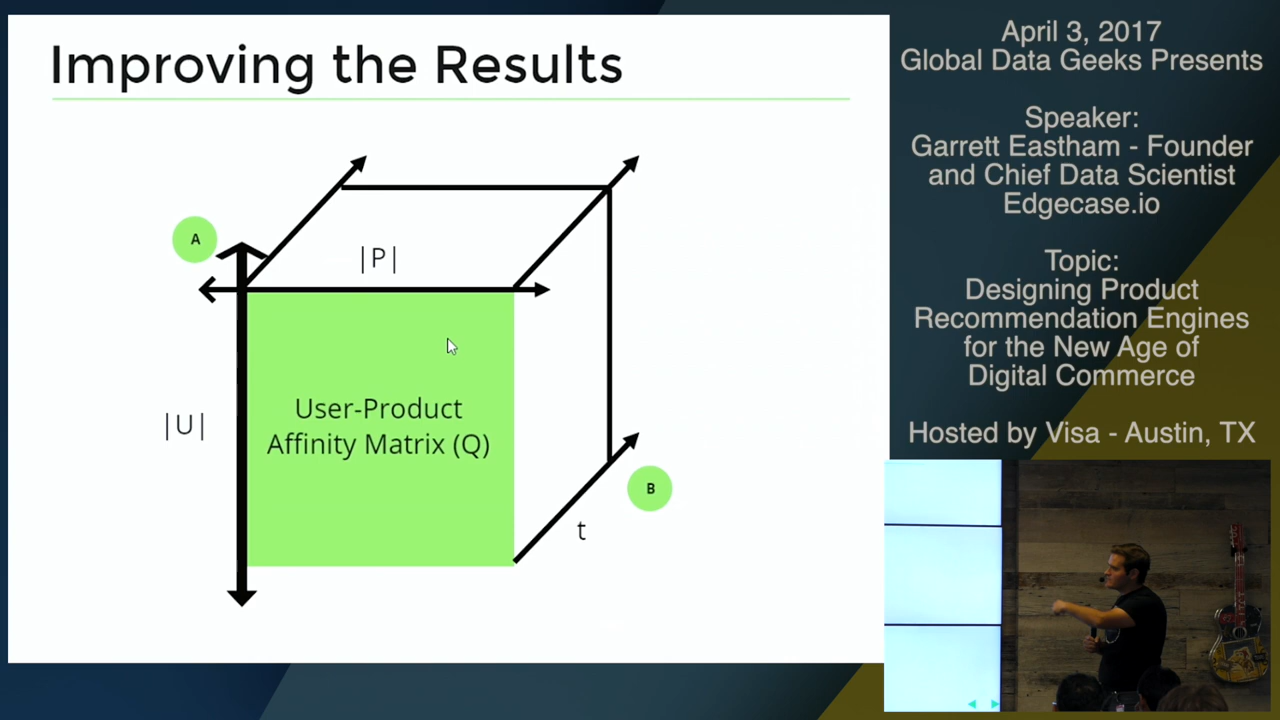 Improving the Results
A
|P|
|U|
User-Product
Affinity Matrix (Q)
B
t
April 3, 2017
Global Data Geeks Presents
Speaker:
Garrett Eastham - Founder
and Chief Data Scientist
Edgecase.io
Topic:
Designing Product
Recommendation Engines
for the New Age of
Digital Commerce
Hosted by Visa - Austin, TX